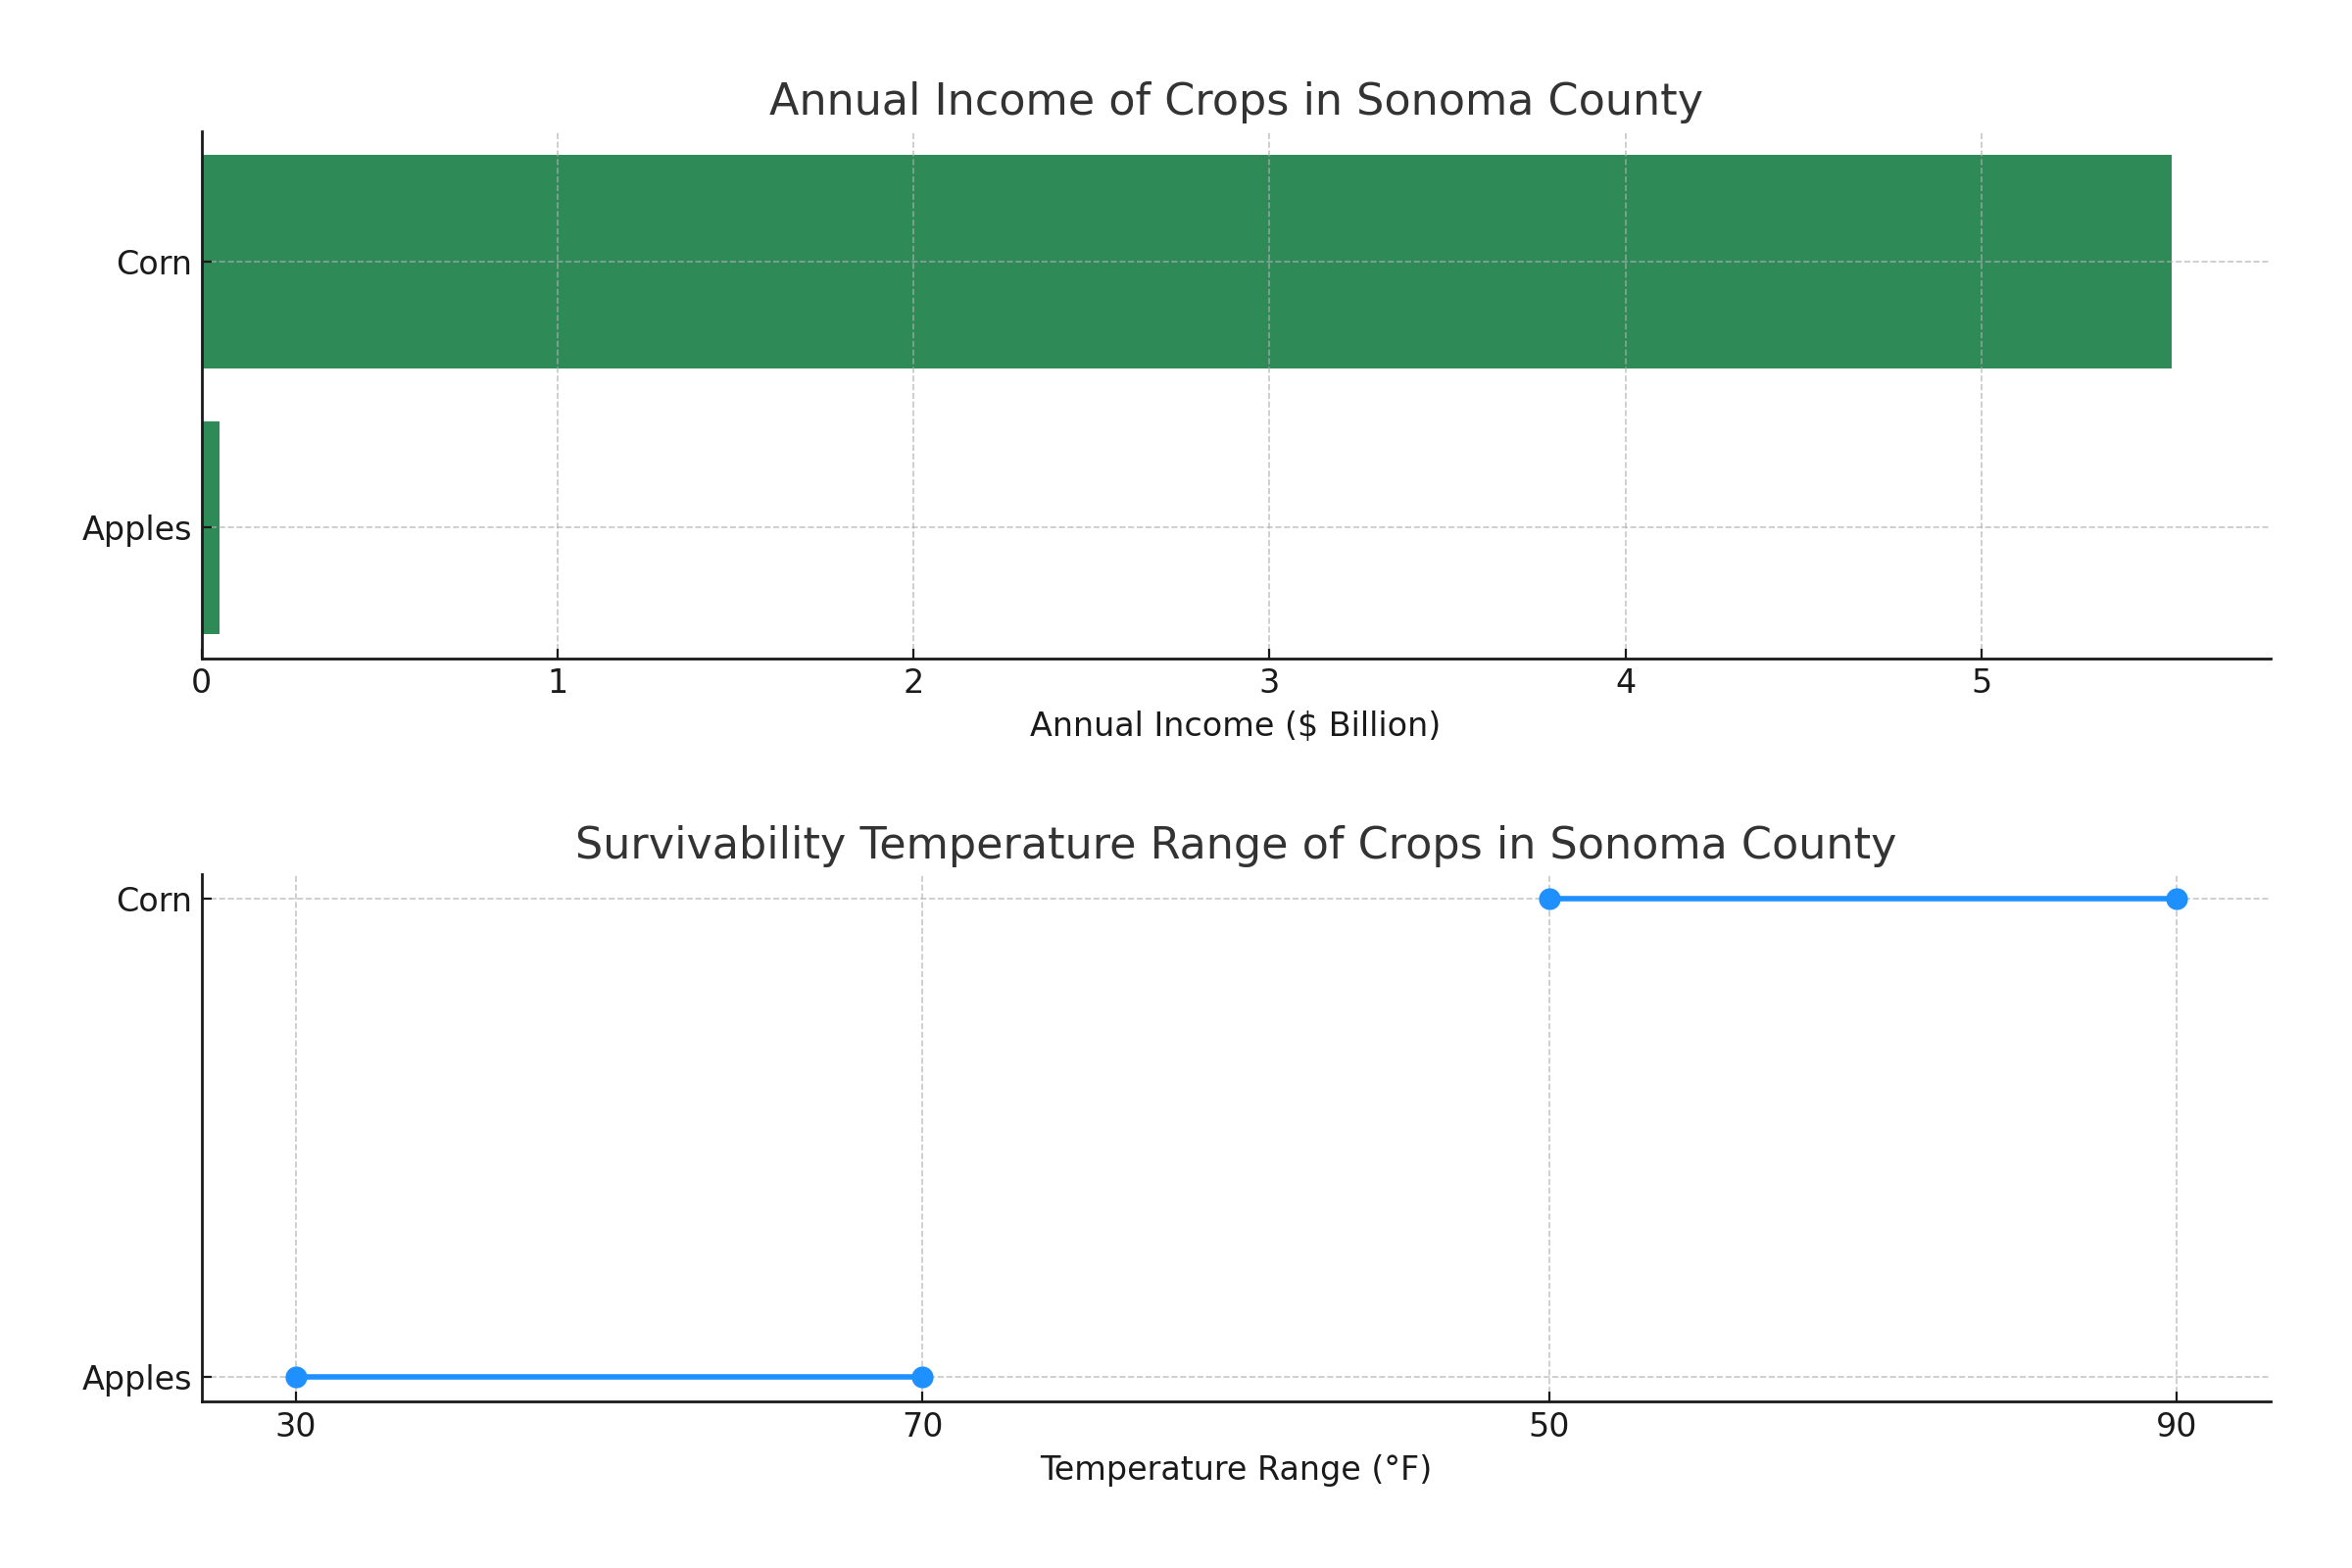 Annual Income of Crops in Sonoma County
Corn
Apples
0 1 2 3 4 5
Annual Income ($ Billion)
Survivability Temperature Range of Crops in Sonoma County
Corn
Apples
30 70 50 90
Temperature Range (°F)